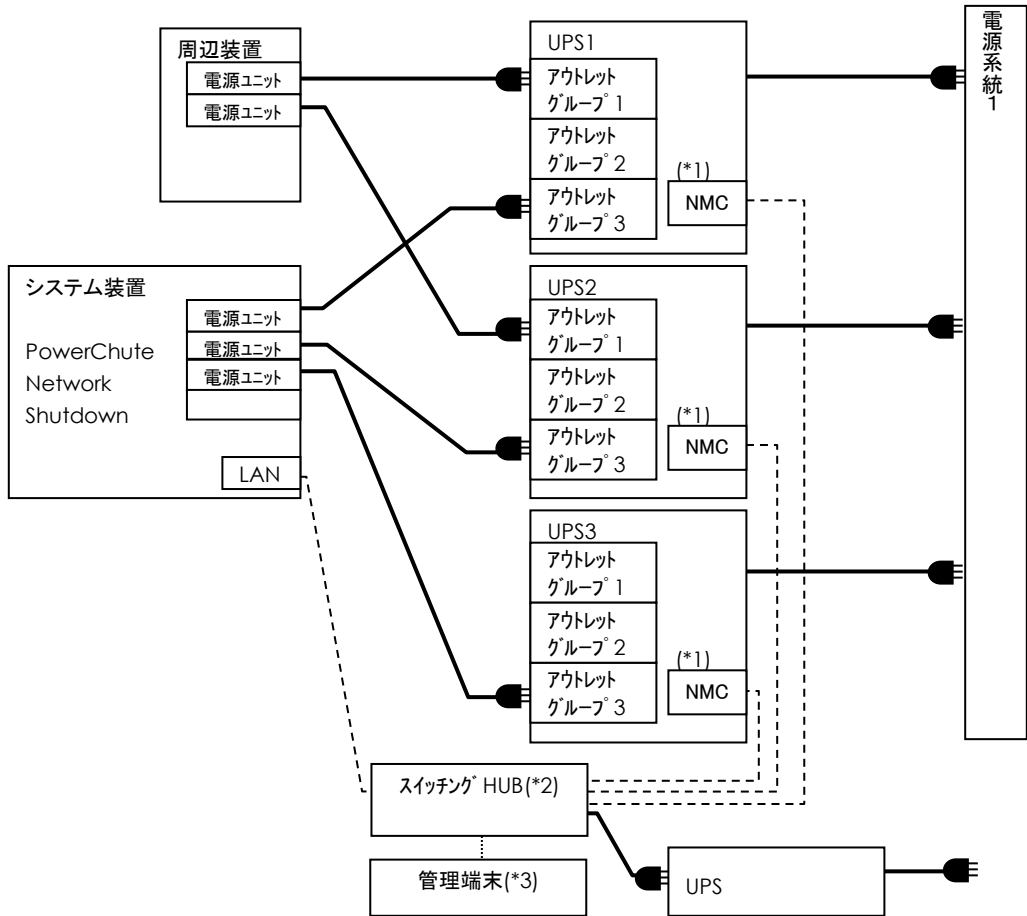 周辺装置
電源ユニット
電源ユニット
システム装置
PowerChute
Network
Shutdown
電源ユニット
電源ユニット
電源ユニット
LAN
UPS1
アウトレット
グループ1
アウトレット
グループ2
アウトレット
グループ3
(*1)
NMC
UPS2
アウトレット
グループ1
アウトレット
グループ2
アウトレット
グループ3
(*1)
NMC
UPS3
アウトレット
グループ1
アウトレット
グループ2
アウトレット
グループ3
(*1)
NMC
電源系統1
スイッチングHUB(*2)
管理端末(*3)
UPS